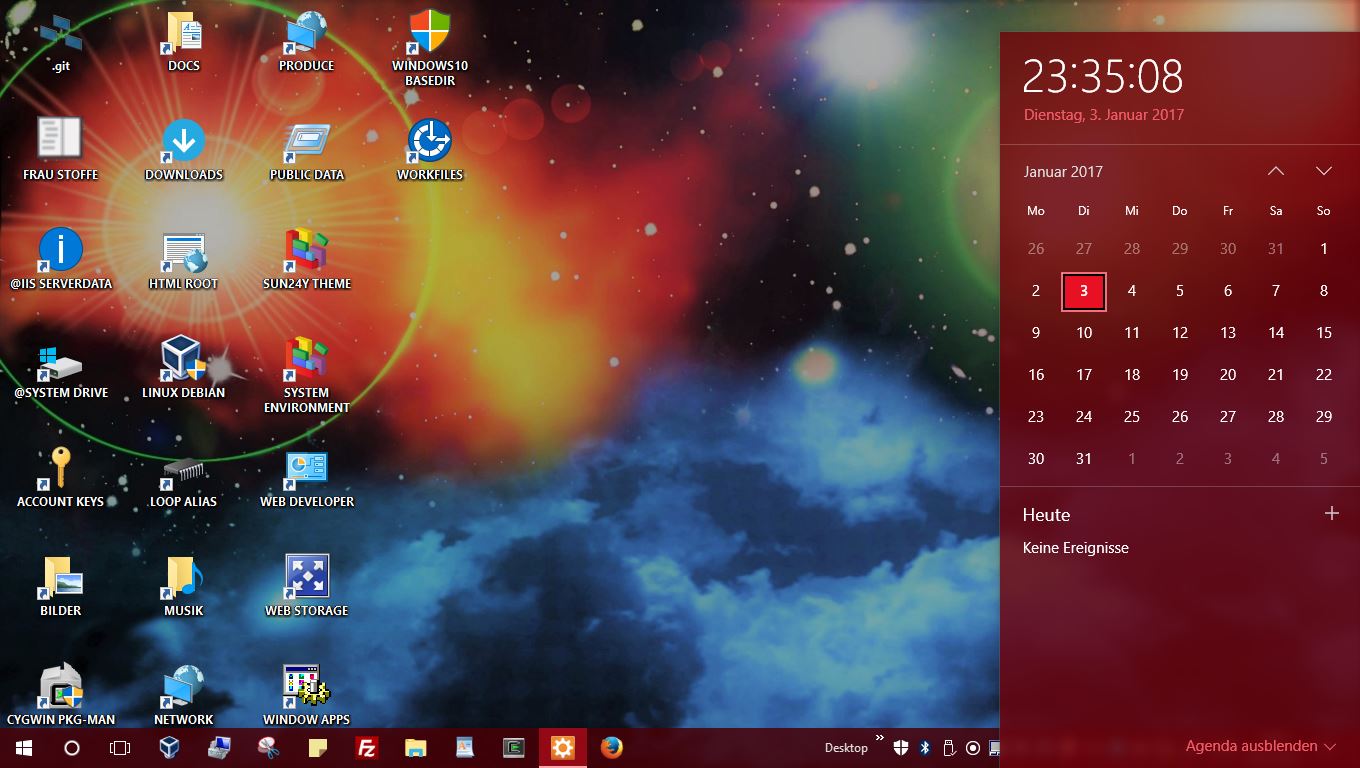 .git
DOCS
PRODUCE
WINDOWS10
BASEDIR
FRAU STOFFE
DOWNLOADS
PUBLIC DATA
WORKFILES
@IIS SERVERDATA
HTML ROOT
SUN24Y THEME
@SYSTEM DRIVE
LINUX DEBIAN
SYSTEM
ENVIRONMENT
ACCOUNT KEYS
LOOP ALIAS
WEB DEVELOPER
BILDER
MUSIK
WEB STORAGE
CYGWIN PKG-MAN
NETWORK
WINDOW APPS
23:35:08
Dienstag, 3. Januar 2017
Januar 2017
Mo Di Mi Do Fr Sa So
26 27 28 29 30 31 1
2 3 4 5 6 7 8
9 10 11 12 13 14 15
16 17 18 19 20 21 22
23 24 25 26 27 28 29
30 31 1 2 3 4 5
Heute
Keine Ereignisse
Agenda ausblenden
Desktop